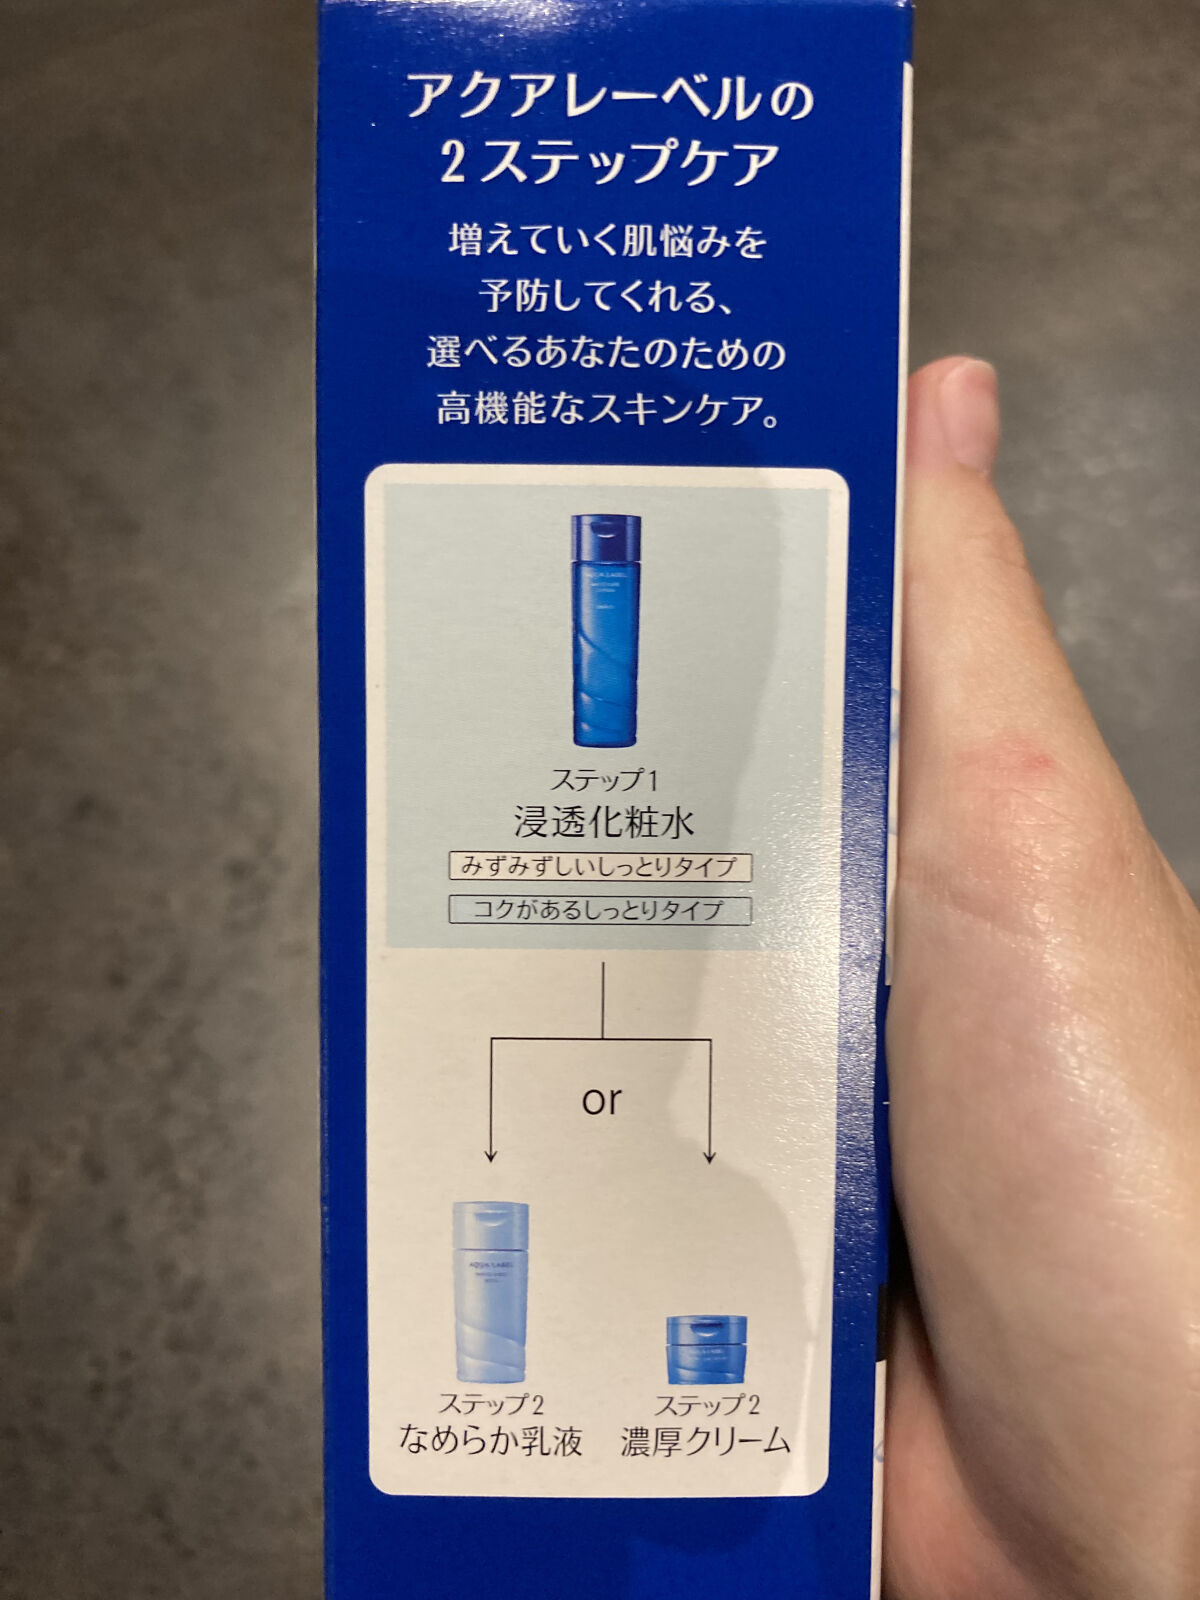 アクアレーベルの
2 ステップケア
増えていく肌悩みを
予防してくれる、
選べるあなたのための
高機能なスキンケア。
AQUA LABEL
ステップ1
浸透化粧水
みずみずしいしっとりタイプ
コクがあるしっとりタイプ
or
AQUA LABEL
ステップ2
なめらか乳液
ステップ2
濃厚クリーム